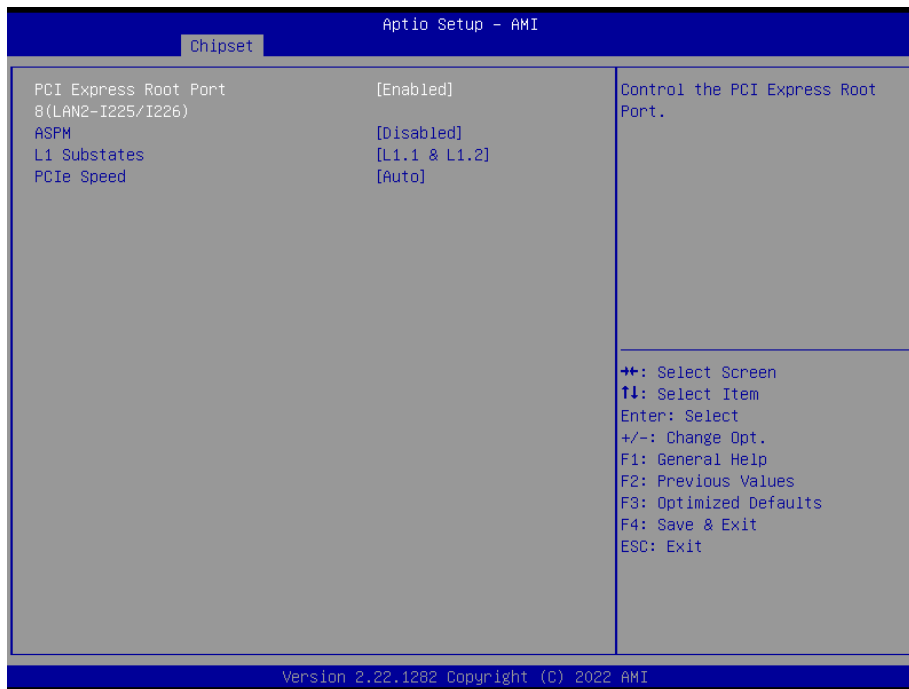 Aptio Setup – AMI
Chipset
PCI Express Root Port [Enabled]
8(LAN2-I225/I226)
ASPM [Disabled]
L1 Substates [L1.1 & L1.2]
PCIe Speed [Auto]
Control the PCI Express Root
Port.
→←: Select Screen
↑↓: Select Item
Enter: Select
+/-: Change Opt.
F1: General Help
F2: Previous Values
F3: Optimized Defaults
F4: Save & Exit
ESC: Exit
Version 2.22.1282 Copyright (C) 2022 AMI